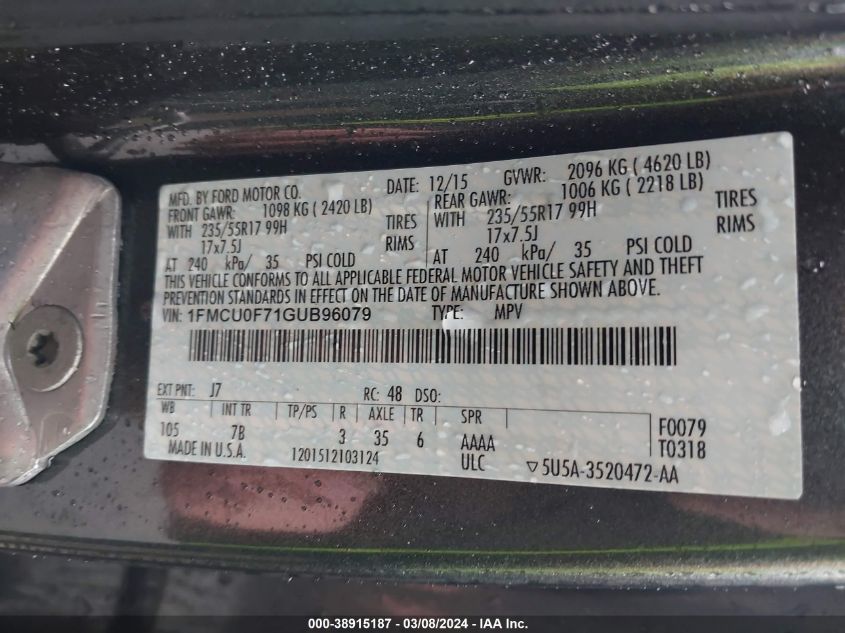 MFD. BY FORD MOTOR CO. DATE: 12/15 GVWR: 2096 KG ( 4620 LB)
FRONT GAWR: 1098 KG ( 2420 LB) REAR GAWR: 1006 KG ( 2218 LB)
WITH 235/55R17 99H TIRES WITH 235/55R17 99H TIRES
17x7.5J RIMS 17x7.5J RIMS
AT 240 kPa/ 35 PSI COLD AT 240 kPa/ 35 PSI COLD
THIS VEHICLE CONFORMS TO ALL APPLICABLE FEDERAL MOTOR VEHICLE SAFETY AND THEFT
PREVENTION STANDARDS IN EFFECT ON THE DATE OF MANUFACTURE SHOWN ABOVE.
VIN: 1FMCU0F71GUB96079 TYPE: MPV
EXT PNT: J7 RC: 48 DSO:
WB INT TR TP/PS R AXLE TR SPR
105 7B 3 35 6 AAAA F0079
MADE IN U.S.A. 1201512103124 ULC T0318
▽5U5A-3520472-AA
000-38915187 - 03/08/2024 - IAA Inc.